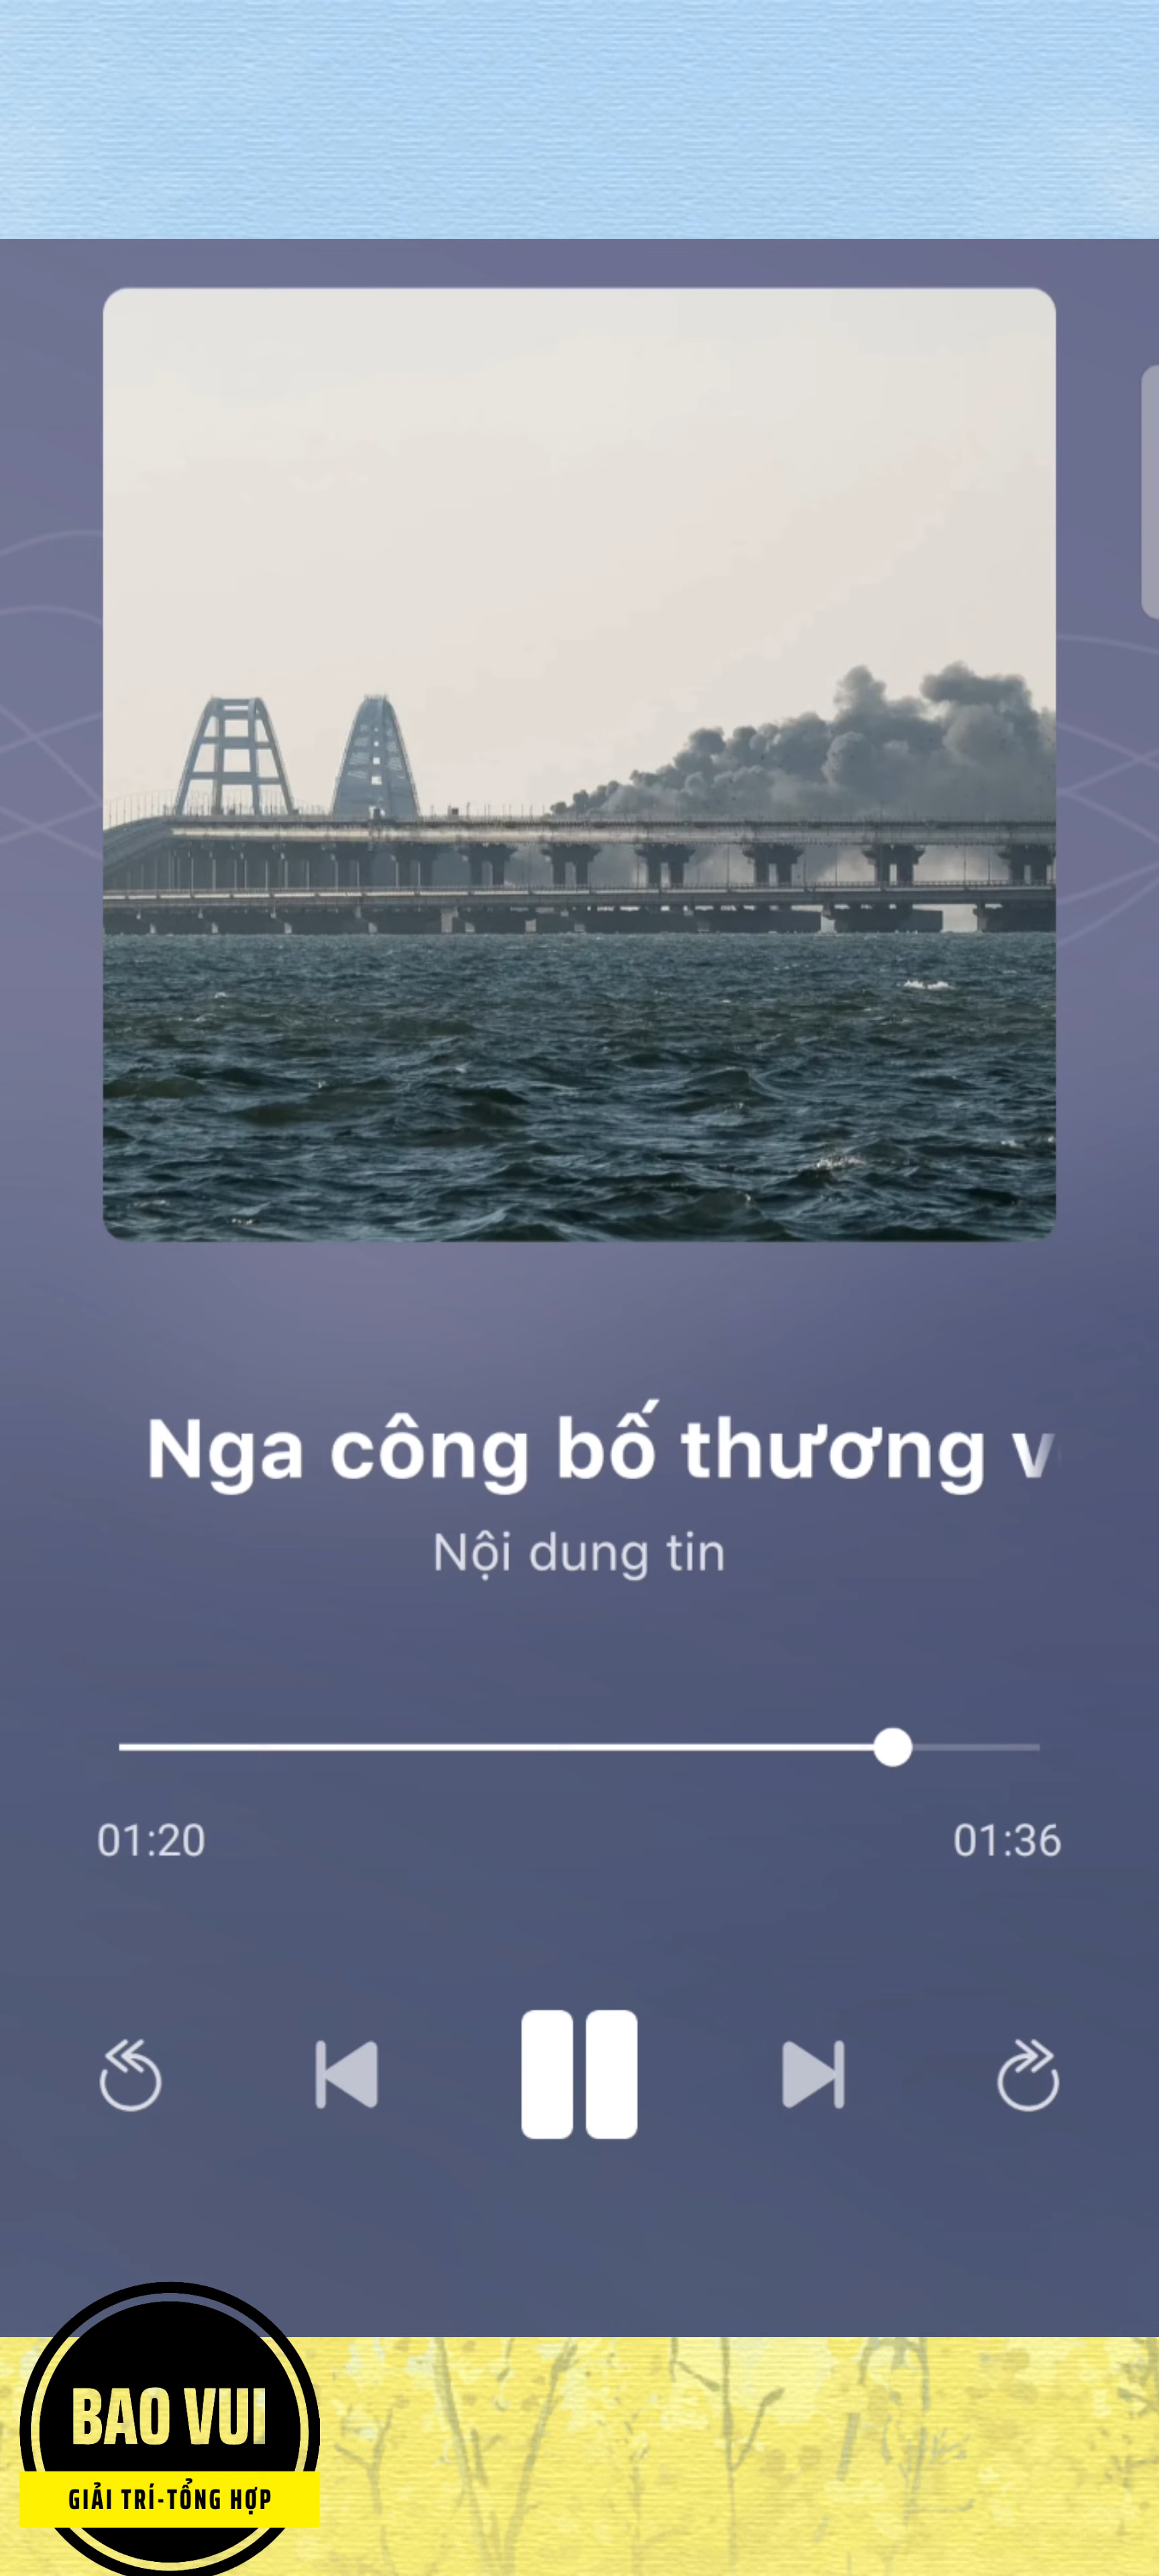 Nga công bố thương
Nội dung tin
01:20
01:36
BAO VUI
GIẢI TRÍ-TỔNG HỢP